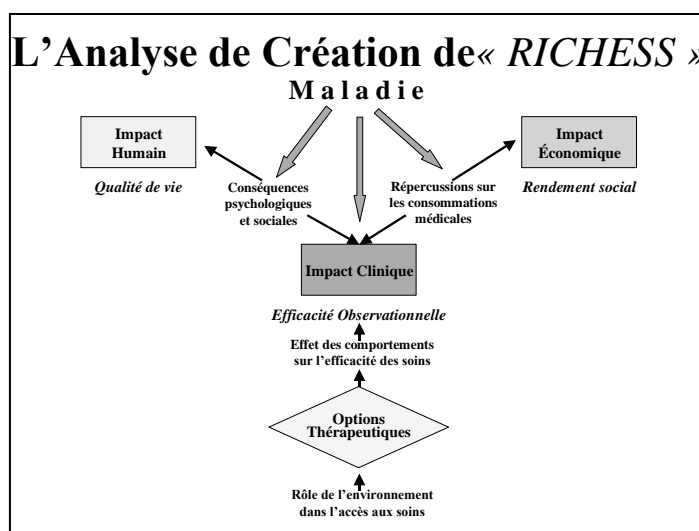 L’Analyse de Création de« RICHESS »
Maladie
Impact
Humain
Impact
Économique
Qualité de vie
Conséquences
psychologiques
et sociales
Répercussions sur
les consommations
médicales
Rendement social
Impact Clinique
Efficacité Observationnelle
Effet des comportements
sur l’efficacité des soins
Options
Thérapeutiques
Rôle de l’environnement
dans l’accès aux soins